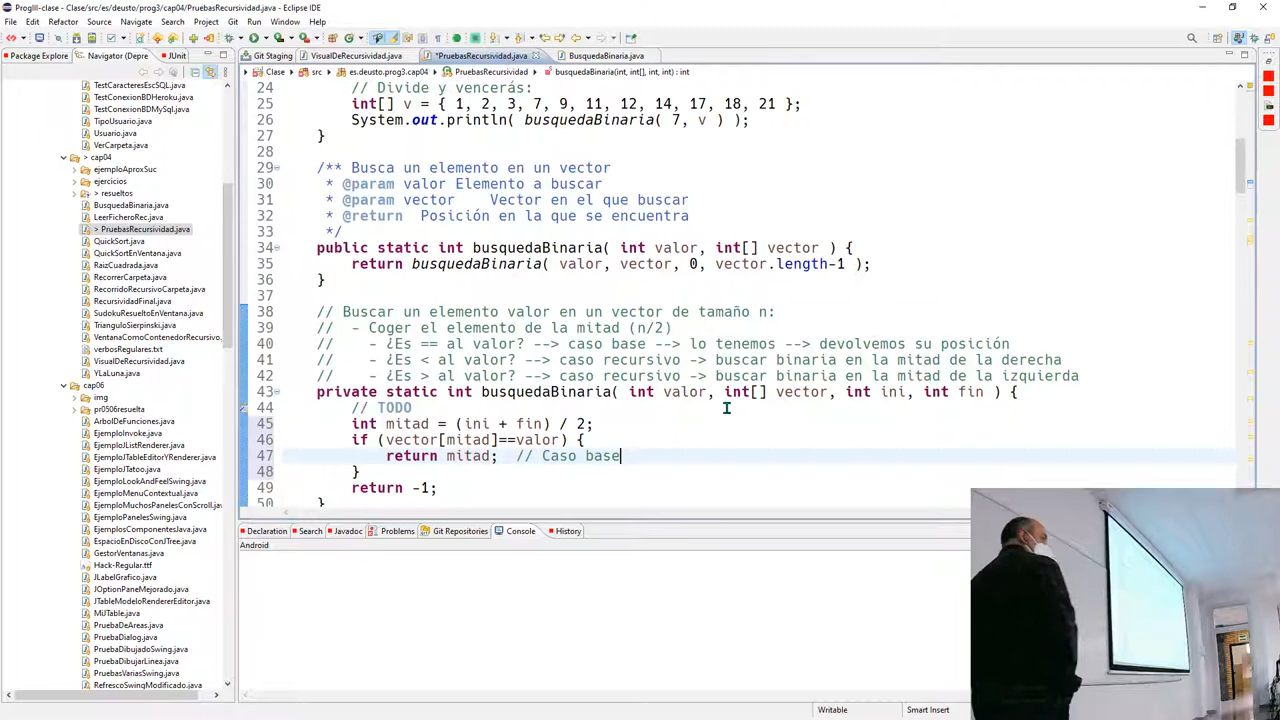 ProgIII-clase - Clase/src/es/deusto/prog3/cap04/PruebasRecursividad.java - Eclipse IDE
File Edit Refactor Source Navigate Search Project Git Run Window Help
Package Explore Navigator (Depre JUnit
Git Staging VisualDeRecursividad.java *PruebasRecursividad.java BusquedaBinaria.java
Clase src es.deusto.prog3.cap04 PruebasRecursividad busquedaBinaria(int, int[], int, int) : int
TestCaracteresEscSQL.java
TestConexionBDHeroku.java
TestConexionBDMySql.java
TipoUsuario.java
Usuario.java
VerCarpeta.java
> cap04
ejemploAproxSuc
ejercicios
> resueltos
BusquedaBinaria.java
LeerFicheroRec.java
> PruebasRecursividad.java
QuickSort.java
QuickSortEnVentana.java
RaizCuadrada.java
RecorrerCarpeta.java
RecorridoRecursivoCarpeta.java
RecursividadFinal.java
SudokuResueltoEnVentana.java
TrianguloSierpinski.java
VentanaComoContenedorRecursivo.
verbosRegulares.txt
VisualDeRecursividad.java
YLaLuna.java
cap06
img
pr0506resuelta
ArbolDeFunciones.java
EjemploInvoke.java
EjemploJListRenderer.java
EjemploJTableEditorYRenderer.java
EjemploJTatoo.java
EjemploLookAndFeelySwing.java
EjemploMenuContextual.java
EjemploMuchosPanelesConScroll.java
EjemploPanelesSwing.java
EjemplosComponentesJava.java
EspacioEnDiscoConJTree.java
GestorVentanas.java
Hack-Regular.ttf
JLabelGrafico.java
JOptionPaneMejorado.java
JTableModeloRendererEditor.java
MiJTable.java
PruebaDeAreas.java
PruebaDialog.java
PruebaDibujadoSwing.java
PruebaDibujarLinea.java
PruebasVariasSwing.java
RefrescoSwingModificado.java
24 // Divide y vencerás:
25 int[] v = { 1, 2, 3, 7, 9, 11, 12, 14, 17, 18, 21 };
26 System.out.println( busquedaBinaria( 7, v ) );
27 }
28
29 /** Busca un elemento en un vector
30 * @param valor Elemento a buscar
31 * @param vector Vector en el que buscar
32 * @return Posición en la que se encuentra
33 */
34 public static int busquedaBinaria( int valor, int[] vector ) {
35 return busquedaBinaria( valor, vector, 0, vector.length-1 );
36 }
37
38 // Buscar un elemento valor en un vector de tamaño n:
39 // - Coger el elemento de la mitad (n/2)
40 // - ¿Es == al valor? --> caso base --> lo tenemos --> devolvemos su posición
41 // - ¿Es < al valor? --> caso recursivo -> buscar binaria en la mitad de la derecha
42 // - ¿Es > al valor? --> caso recursivo -> buscar binaria en la mitad de la izquierda
43 private static int busquedaBinaria( int valor, int[] vector, int ini, int fin ) {
44 // TODO
45 int mitad = (ini + fin) / 2;
46 if (vector[mitad]==valor) {
47 return mitad; // Caso base
48 }
49 return -1;
50 }
Declaration Search Javadoc Problems Git Repositories Console History
Android
Writable Smart Insert